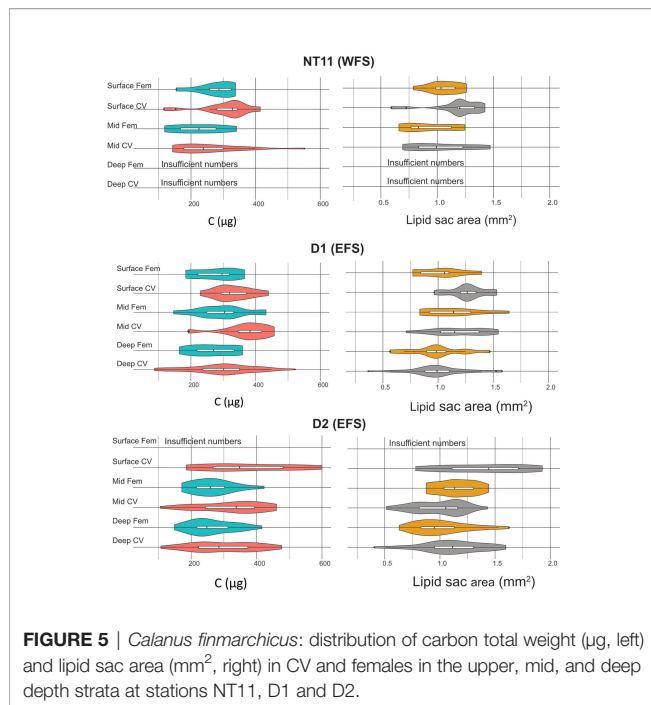 NT11 (WFS)
Surface Fem
Surface CV
Mid Fem
Mid CV
Deep Fem Insufficient numbers Insufficient numbers
Deep CV Insufficient numbers Insufficient numbers
200 400 600 0.5 1.0 1.5 2.0
C (µg) Lipid sac area (mm²)
D1 (EFS)
Surface Fem
Surface CV
Mid Fem
Mid CV
Deep Fem
Deep CV
200 400 600 0.5 1.0 1.5 2.0
C (µg) Lipid sac area (mm²)
D2 (EFS)
Surface Fem Insufficient numbers Insufficient numbers
Surface CV
Mid Fem
Mid CV
Deep Fem
Deep CV
200 400 600 0.5 1.0 1.5 2.0
C (µg) Lipid sac area (mm²)
FIGURE 5 | Calanus finmarchicus: distribution of carbon total weight (µg, left)
and lipid sac area (mm², right) in CV and females in the upper, mid, and deep
depth strata at stations NT11, D1 and D2.